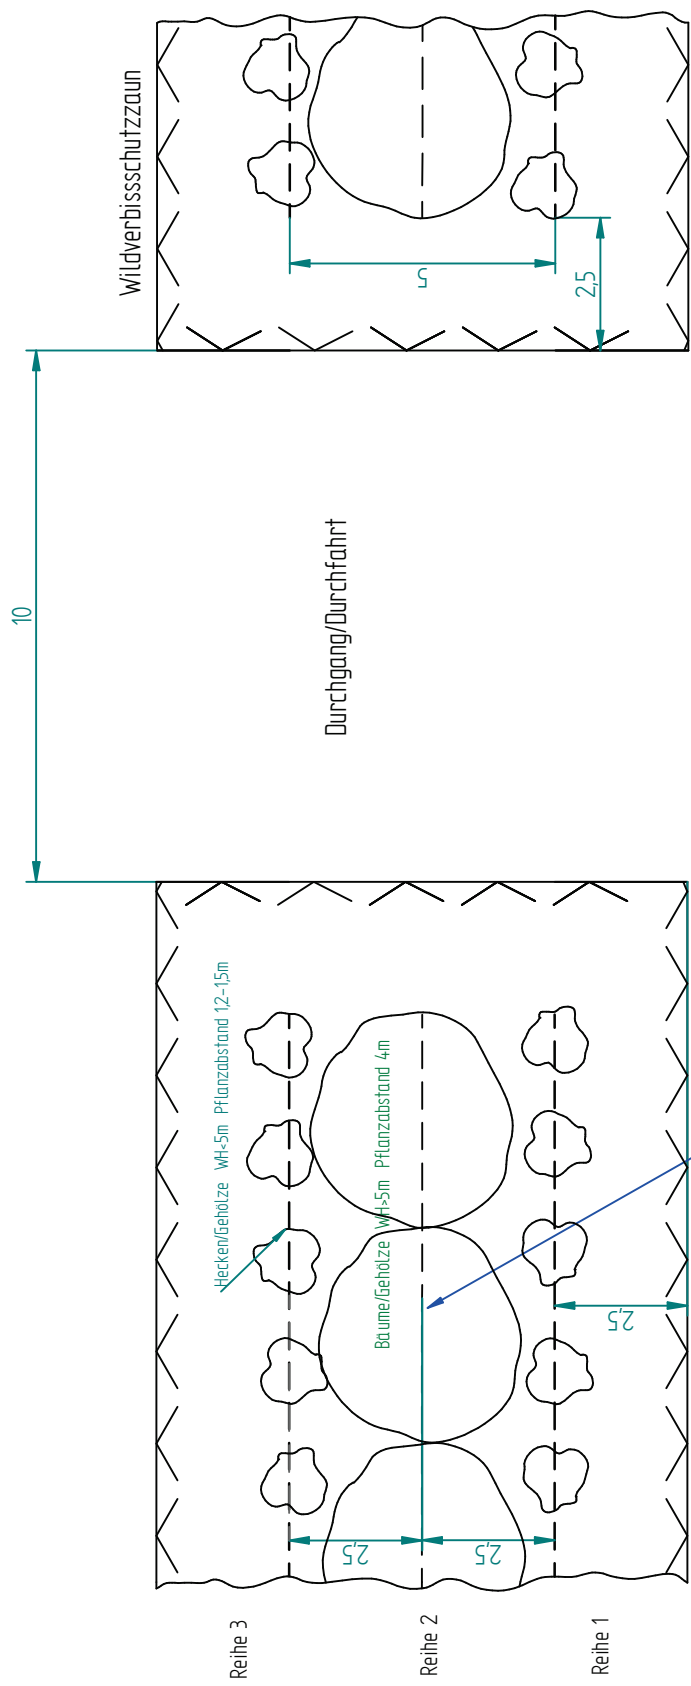 Wildverbissschutzzaun
5
2,5
10
Durchgang/Durchfahrt
Hecken/Gehölze WH<5m Pflanzabstand 1,2-1,5m
Bäume/Gehölze WH>5m Pflanzabstand 4m
2,5
2,5
2,5
Reihe 3
Reihe 2
Reihe 1